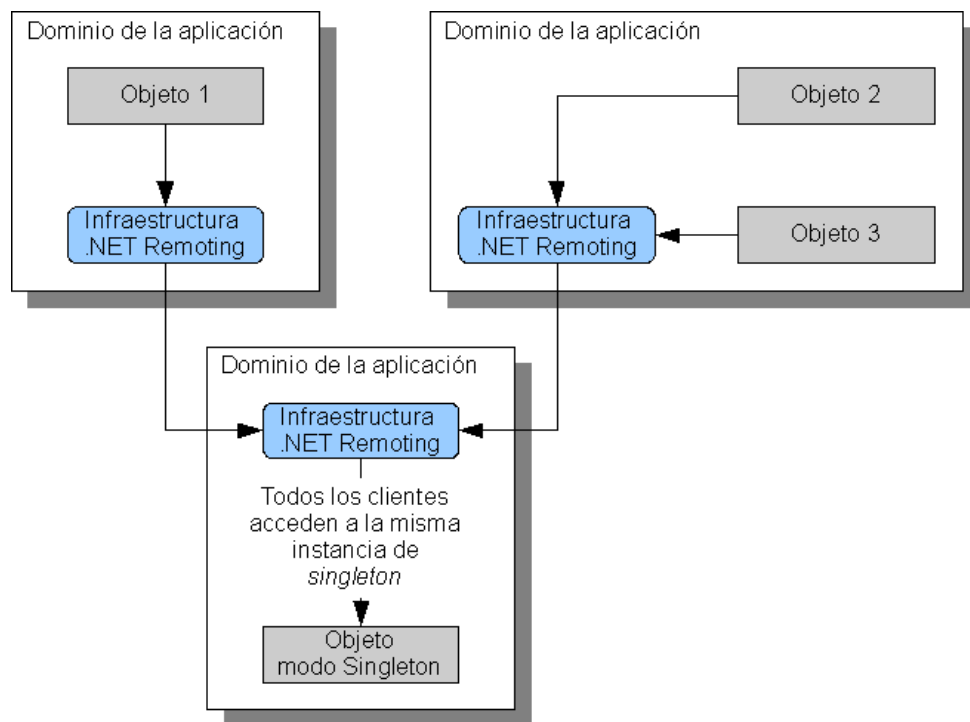 Dominio de la aplicación
Objeto 1
Infraestructura
.NET Remoting
Dominio de la aplicación
Objeto 2
Infraestructura
.NET Remoting
Objeto 3
Dominio de la aplicación
Infraestructura
.NET Remoting
Todos los clientes
acceden a la misma
instancia de
singleton
Objeto
modo Singleton